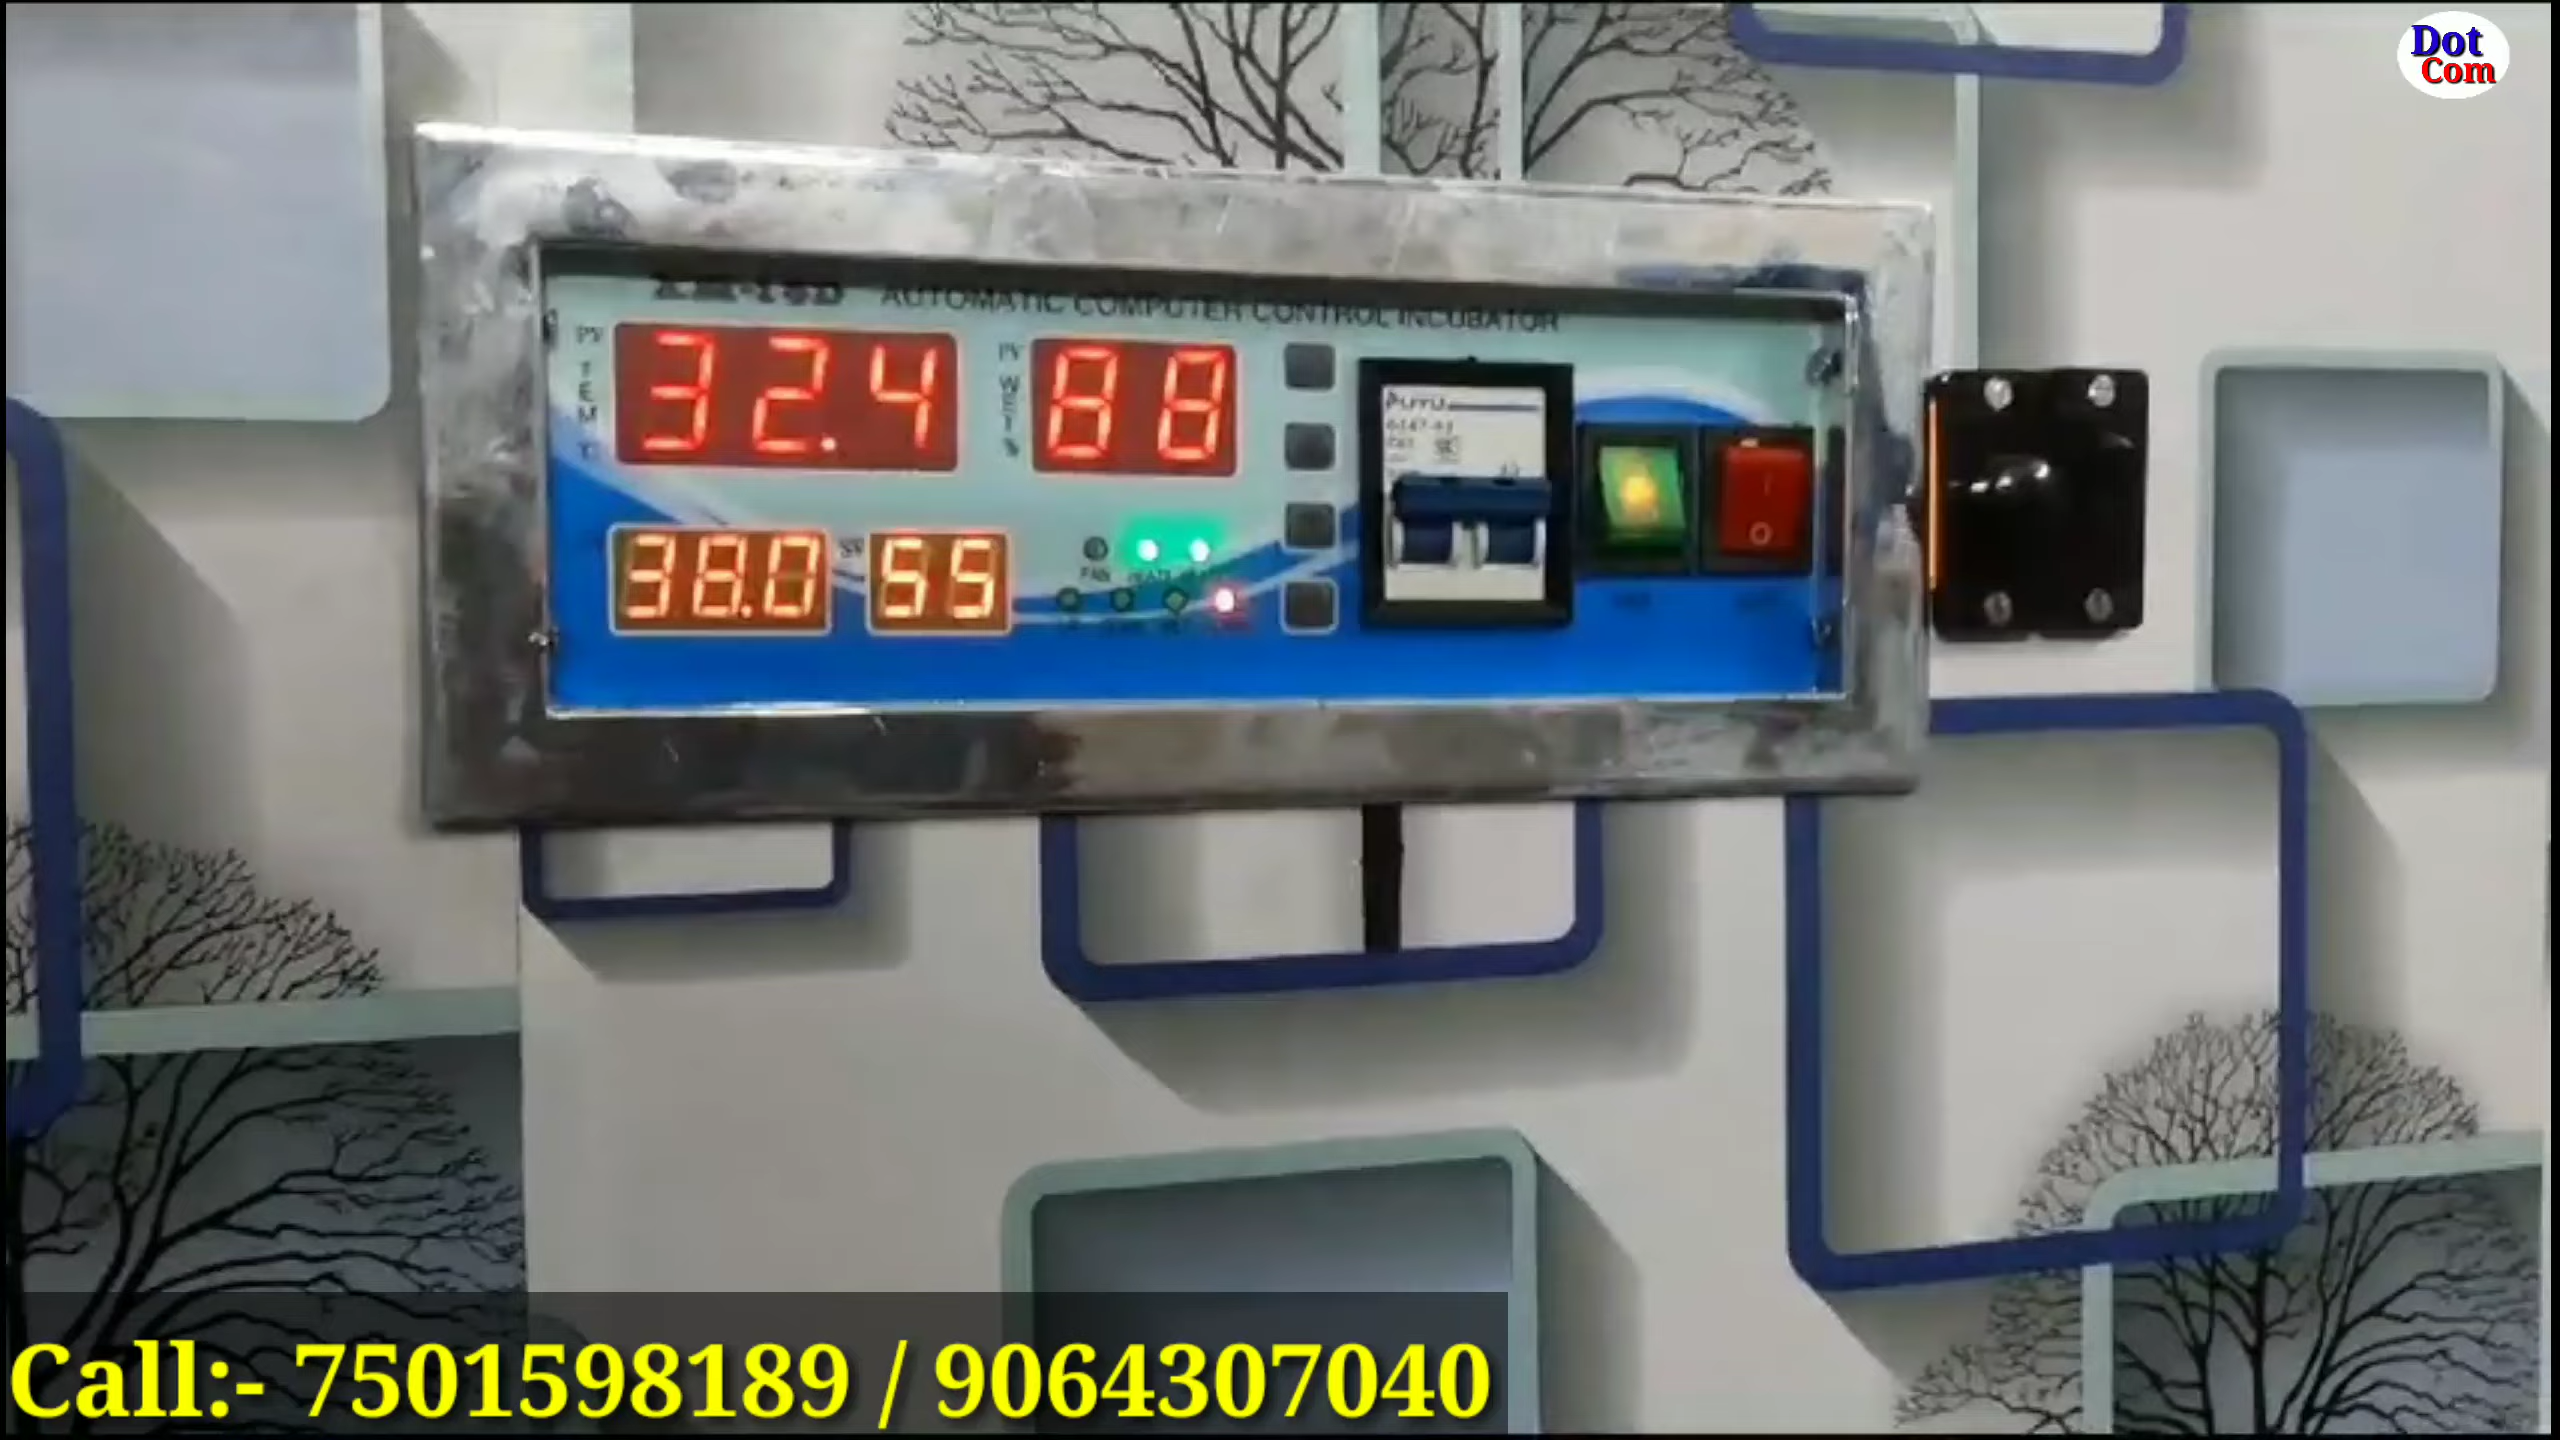 Dot
Com
AUTOMATIC COMPUTER CONTROL INCUBATOR
PV
TEMP
PV
WET%
32.4
88
38.0
SV
55
FAN
I
O
Call:- 7501598189 / 9064307040